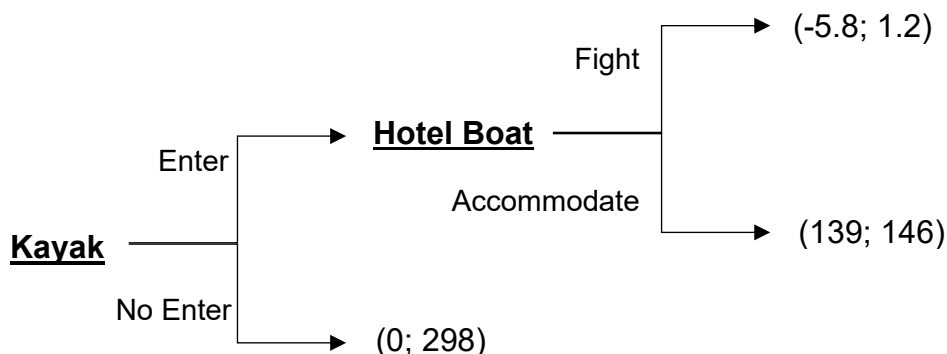 (-5.8; 1.2)
Fight
Hotel Boat
Enter
Accommodate
(139; 146)
Kayak
No Enter
(0; 298)